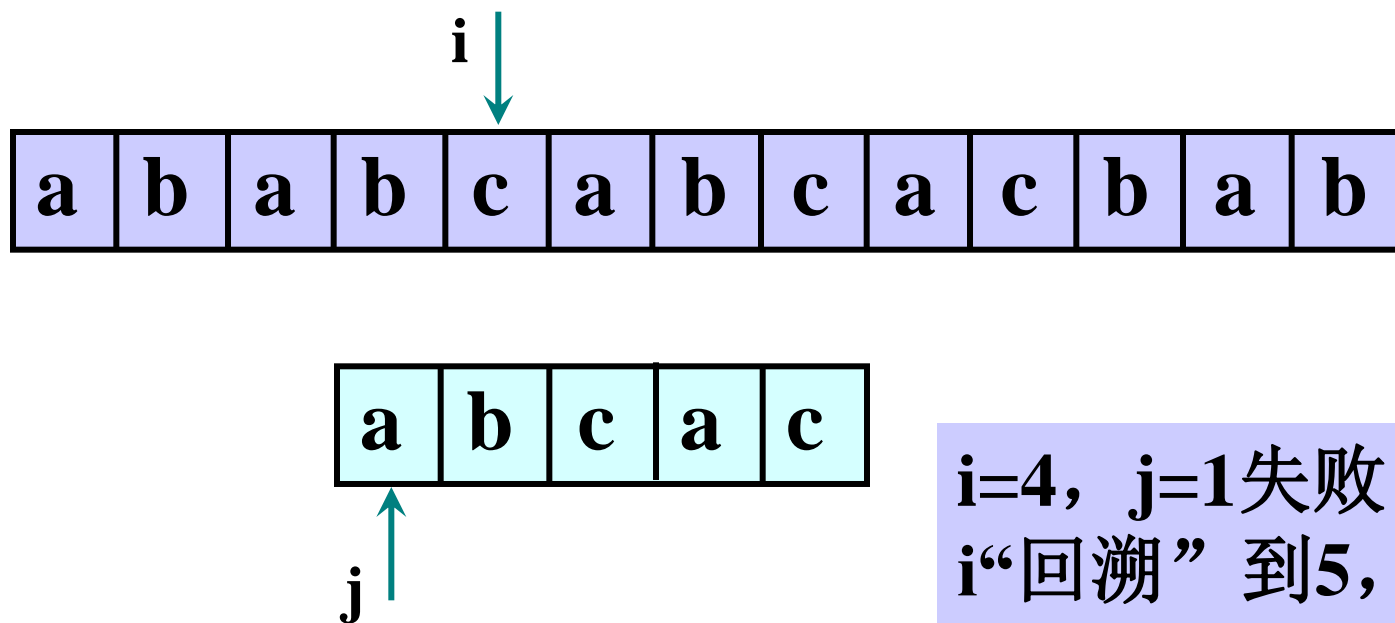 i
a b a b c a b c a c b a b
a b c a c
j
i=4，j=1失败
i“回溯”到5，